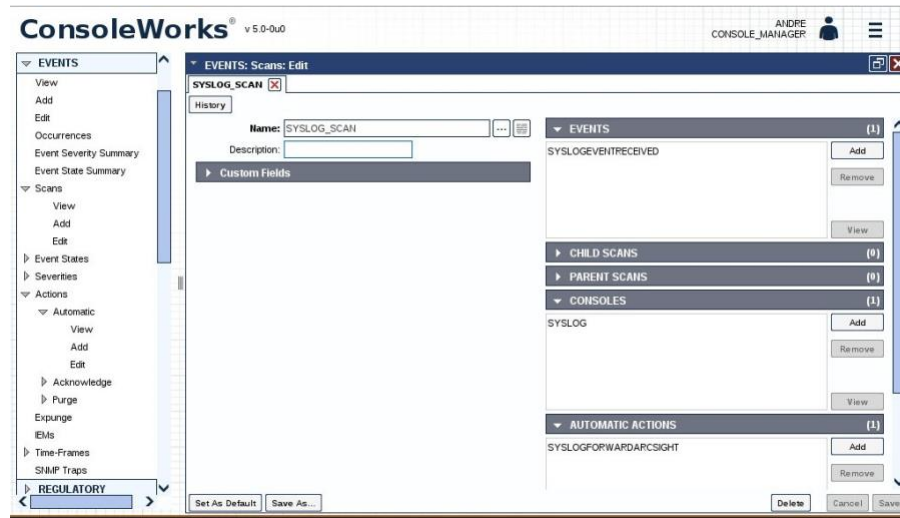 ConsoleWorks® v 5.0-0u0
ANDRE
CONSOLE_MANAGER
EVENTS
View
Add
Edit
Occurrences
Event Severity Summary
Event State Summary
Scans
View
Add
Edit
Event States
Severities
Actions
Automatic
View
Add
Edit
Acknowledge
Purge
Expunge
IEMs
Time-Frames
SNMP Traps
REGULATORY
EVENTS: Scans: Edit
SYSLOG_SCAN
History
Name: SYSLOG_SCAN ...
Description:
Custom Fields
Set As Default Save As...
EVENTS (1)
SYSLOGEVENTRECEIVED
Add
Remove
View
CHILD SCANS (0)
PARENT SCANS (0)
CONSOLES (1)
SYSLOG
Add
Remove
View
AUTOMATIC ACTIONS (1)
SYSLOGFORWARDARCSIGHT
Add
Remove
Delete Cancel Save